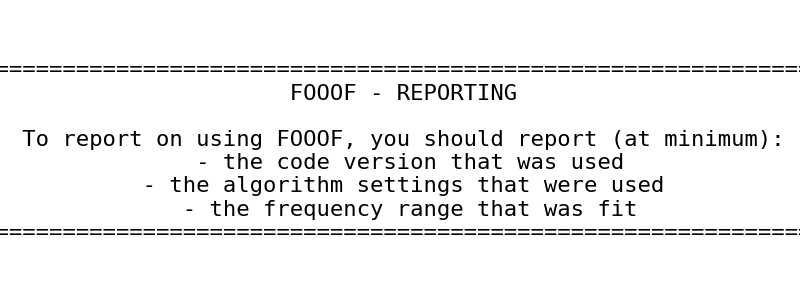 ============================================================
FOOOF - REPORTING
To report on using FOOOF, you should report (at minimum):
- the code version that was used
- the algorithm settings that were used
- the frequency range that was fit
============================================================